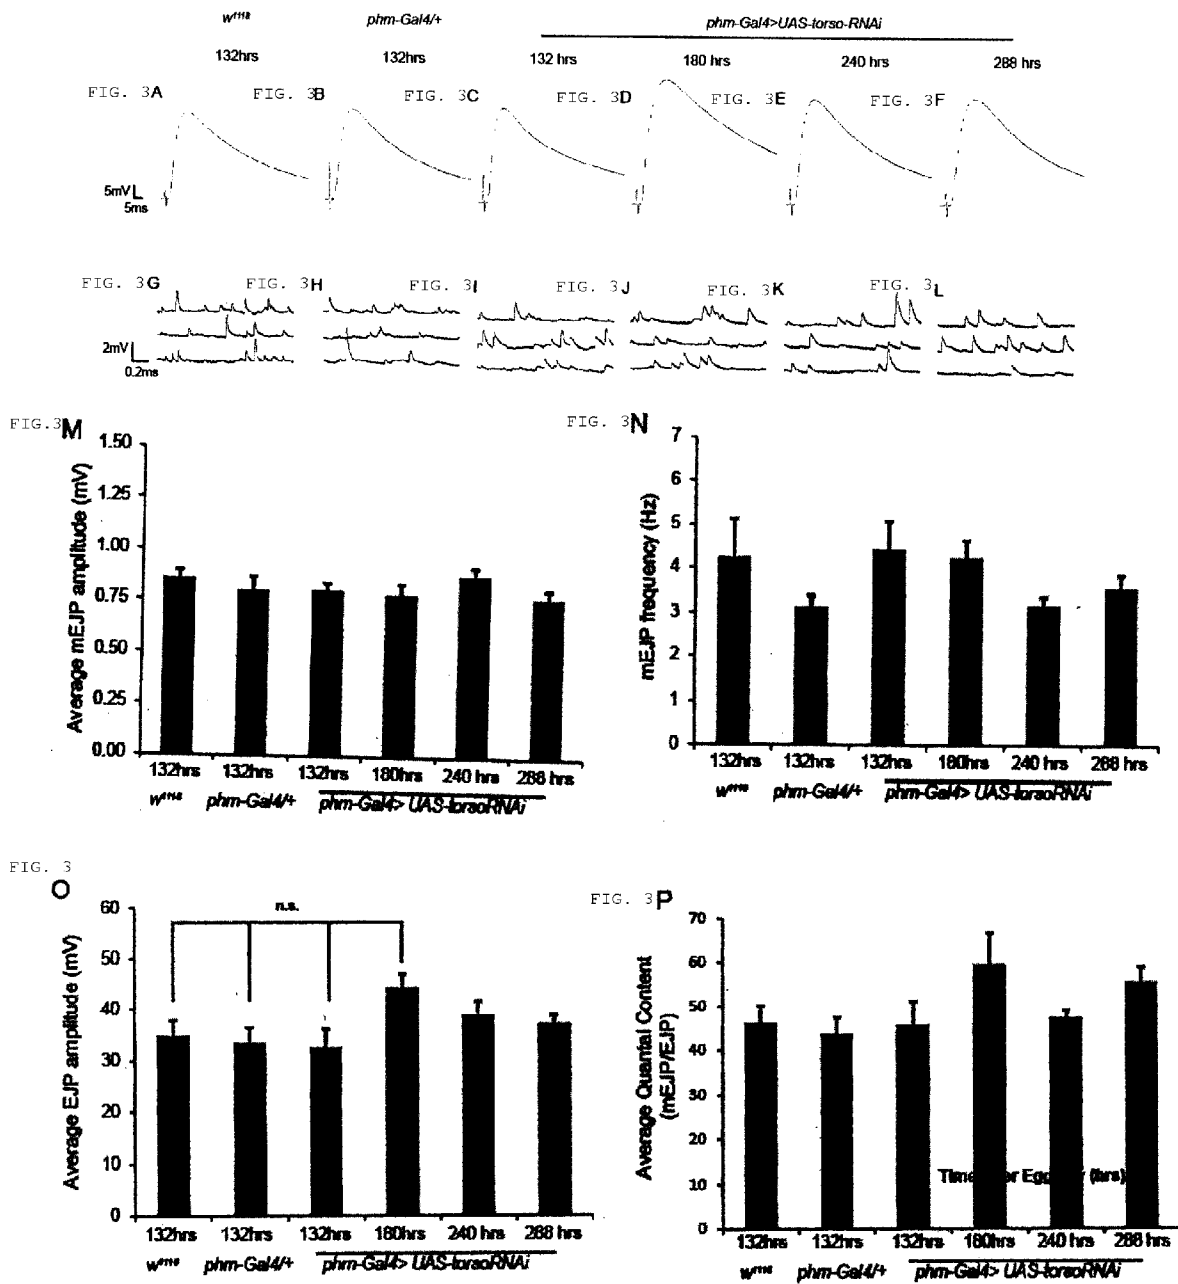 w1118 phm-Gal4/+ phm-Gal4>UAS-torso-RNAi
132hrs 132hrs 132 hrs 180 hrs 240 hrs 288 hrs
FIG. 3A FIG. 3B FIG. 3C FIG. 3D FIG. 3E FIG. 3F
5mV
5ms
FIG. 3G FIG. 3H FIG. 3I FIG. 3J FIG. 3K FIG. 3L
2mV
0.2ms
FIG.3M
Average mEJP amplitude (mV)
1.50
1.25
1.00
0.75
0.50
0.25
0.00
132hrs 132hrs 132hrs 180hrs 240 hrs 288 hrs
w1118 phm-Gal4/+ phm-Gal4> UAS-torsoRNAi
FIG. 3N
mEJP frequency (Hz)
7
6
5
4
3
2
1
0
132hrs 132hrs 132hrs 180hrs 240 hrs 288 hrs
w1118 phm-Gal4/+ phm-Gal4> UAS-torsoRNAi
FIG. 3
O
Average EJP amplitude (mV)
60
50
40
30
20
10
0
n.s.
132hrs 132hrs 132hrs 180hrs 240 hrs 288 hrs
w1118 phm-Gal4/+ phm-Gal4> UAS-torsoRNAi
FIG. 3P
Average Quantal Content
(mEJP/EJP)
70
60
50
40
30
20
10
0
(hrs)
132hrs 132hrs 132hrs 180hrs 240 hrs 288 hrs
w1118 phm-Gal4/+ phm-Gal4> UAS-torsoRNAi